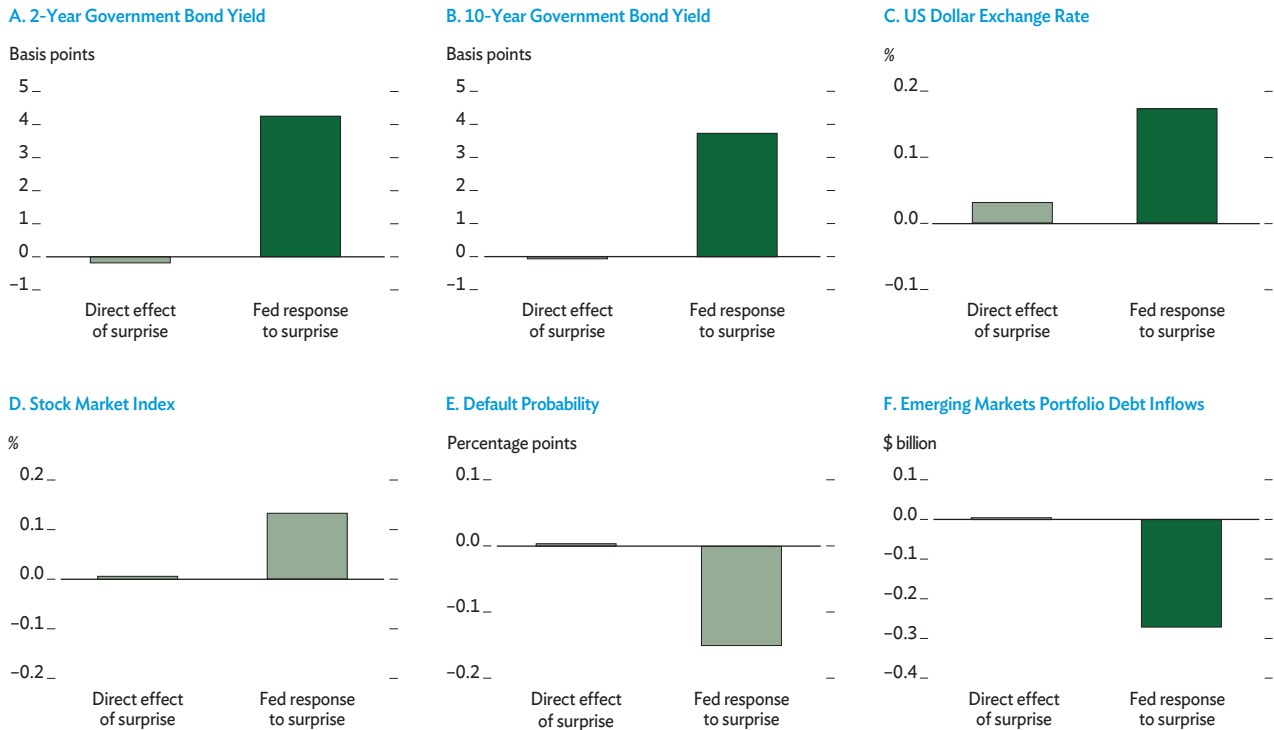 A. 2-Year Government Bond Yield
Basis points
5
4
3
2
1
0
−1
Direct effect
of surprise
Fed response
to surprise
B. 10-Year Government Bond Yield
Basis points
5
4
3
2
1
0
−1
Direct effect
of surprise
Fed response
to surprise
C. US Dollar Exchange Rate
%
0.2
0.1
0.0
−0.1
Direct effect
of surprise
Fed response
to surprise
D. Stock Market Index
%
0.2
0.1
0.0
−0.1
−0.2
Direct effect
of surprise
Fed response
to surprise
E. Default Probability
Percentage points
0.1
0.0
−0.1
−0.2
Direct effect
of surprise
Fed response
to surprise
F. Emerging Markets Portfolio Debt Inflows
$ billion
0.1
0.0
−0.1
−0.2
−0.3
−0.4
Direct effect
of surprise
Fed response
to surprise